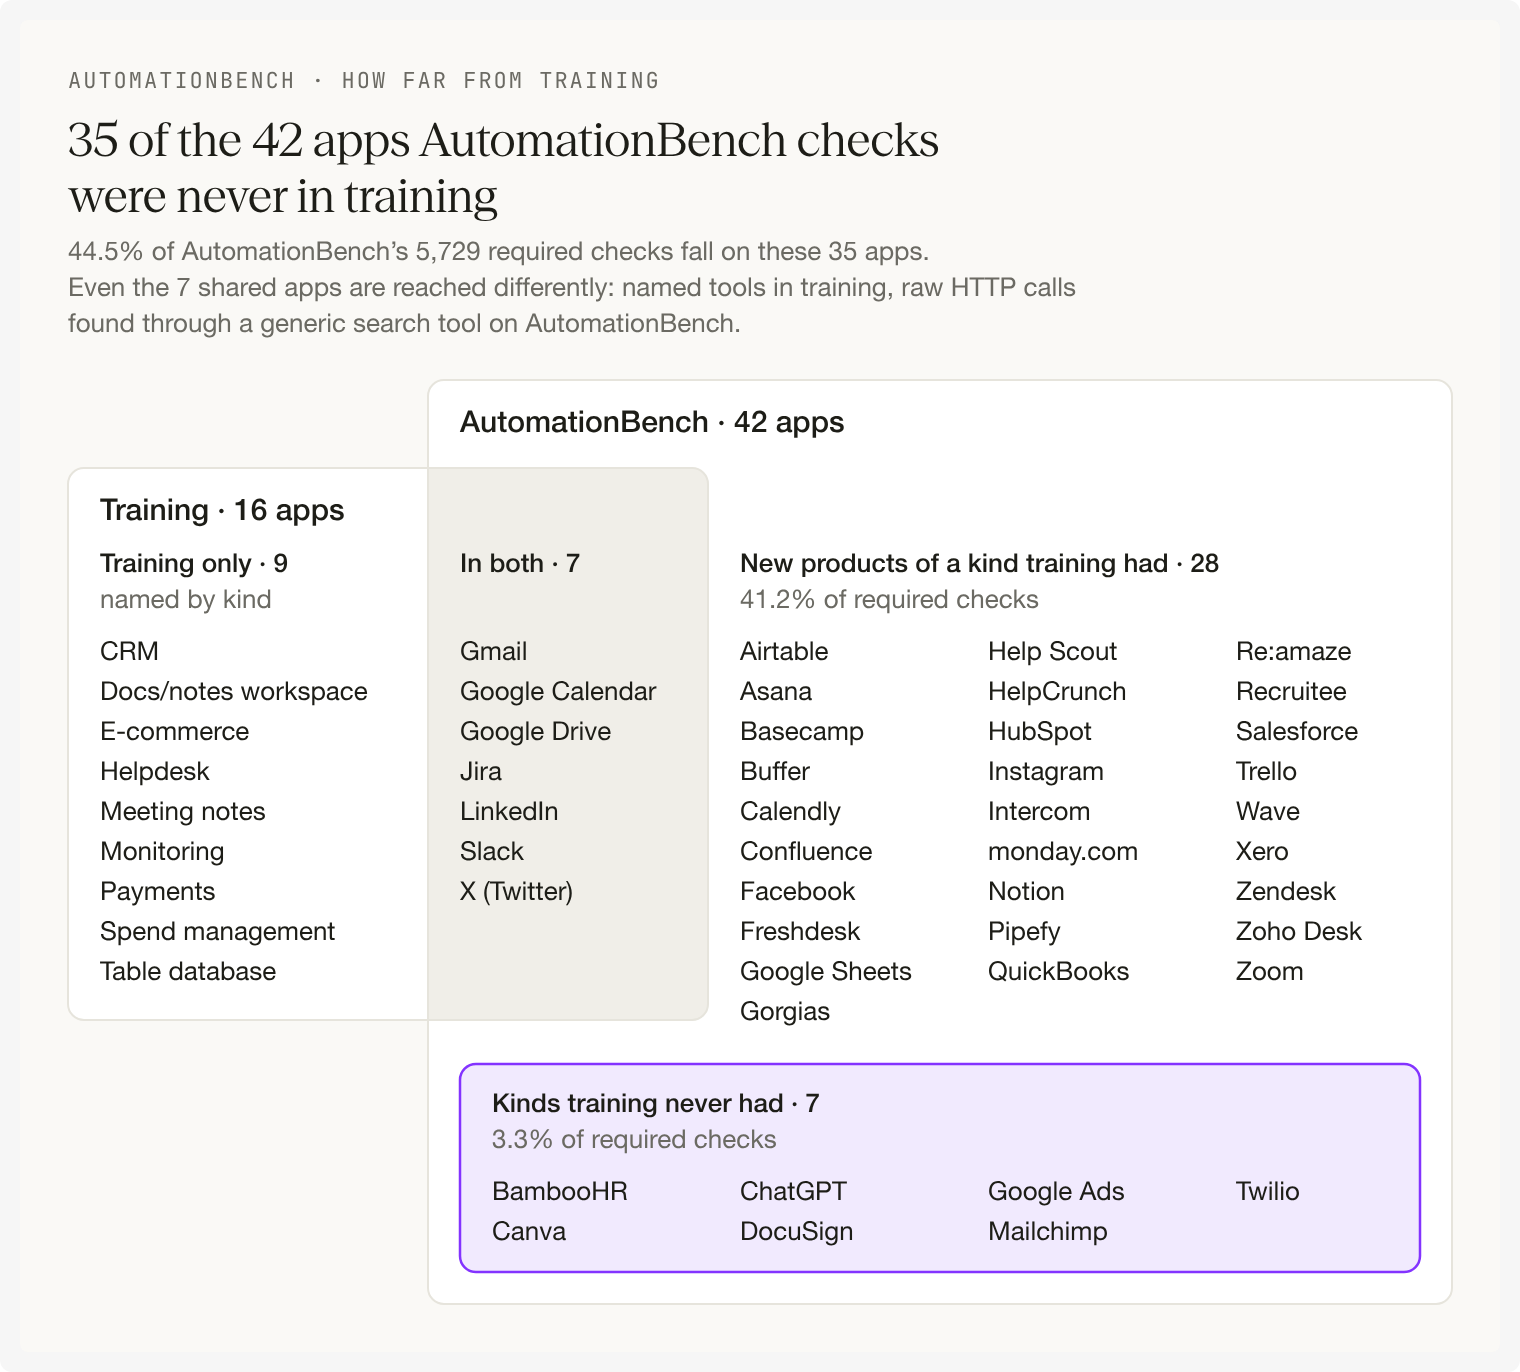 AUTOMATIONBENCH · HOW FAR FROM TRAINING
35 of the 42 apps AutomationBench checks
were never in training
44.5% of AutomationBench’s 5,729 required checks fall on these 35 apps.
Even the 7 shared apps are reached differently: named tools in training, raw HTTP calls
found through a generic search tool on AutomationBench.
AutomationBench · 42 apps
Training · 16 apps
Training only · 9
named by kind
CRM
Docs/notes workspace
E-commerce
Helpdesk
Meeting notes
Monitoring
Payments
Spend management
Table database
In both · 7
Gmail
Google Calendar
Google Drive
Jira
LinkedIn
Slack
X (Twitter)
New products of a kind training had · 28
41.2% of required checks
Airtable
Asana
Basecamp
Buffer
Calendly
Confluence
Facebook
Freshdesk
Google Sheets
Gorgias
Help Scout
HelpCrunch
HubSpot
Instagram
Intercom
monday.com
Notion
Pipefy
QuickBooks
Re:amaze
Recruitee
Salesforce
Trello
Wave
Xero
Zendesk
Zoho Desk
Zoom
Kinds training never had · 7
3.3% of required checks
BambooHR
Canva
ChatGPT
DocuSign
Google Ads
Mailchimp
Twilio